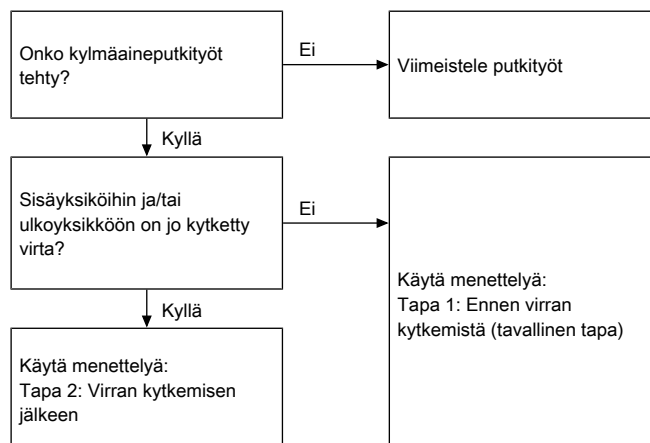 Onko kylmäaineputkityöt
tehty?
Ei
Viimeistele putkityöt
Kyllä
Sisäyksiköihin ja/tai
ulkoyksikköön on jo kytketty
virta?
Ei
Käytä menettelyä:
Tapa 1: Ennen virran
kytkemistä (tavallinen tapa)
Kyllä
Käytä menettelyä:
Tapa 2: Virran kytkemisen
jälkeen